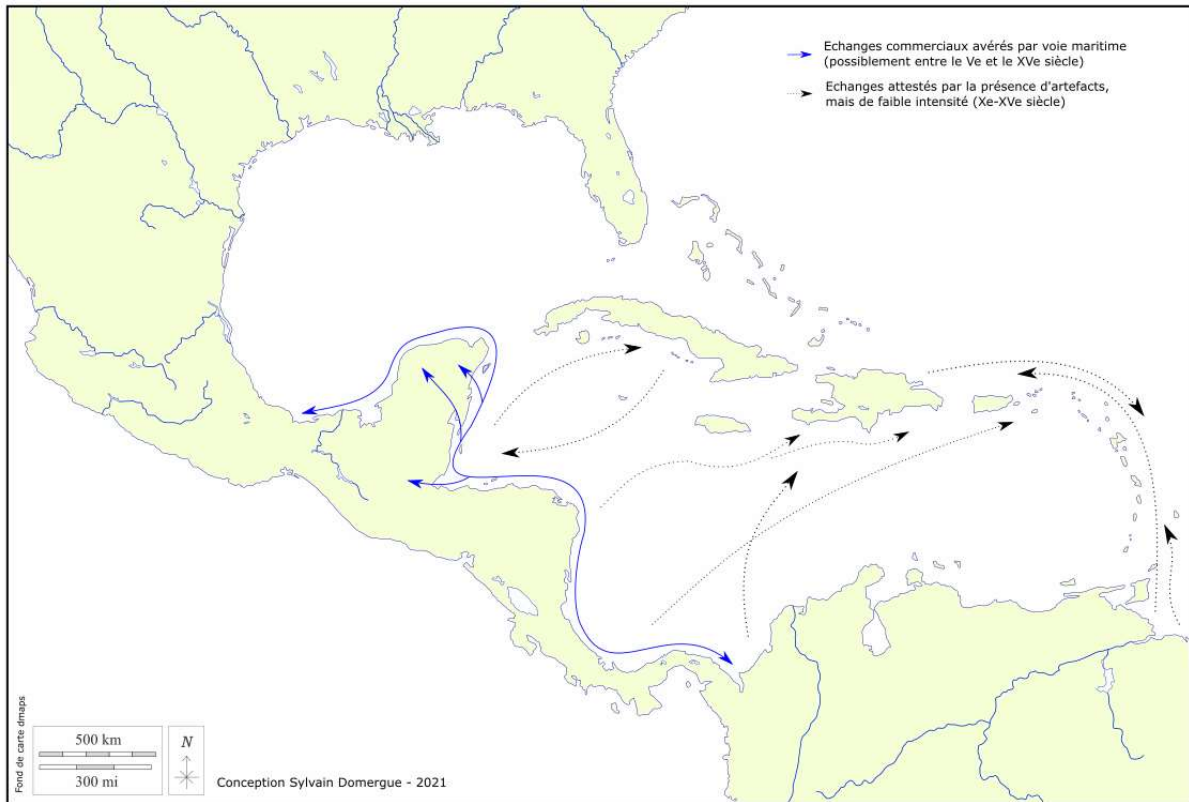 Echanges commerciaux avérés par voie maritime
(possiblement entre le Ve et le XVe siècle)
Echanges attestés par la présence d'artefacts,
mais de faible intensité (Xe-XVe siècle)
Fond de carte dmaps
500 km
300 mi
N
Conception Sylvain Domergue - 2021